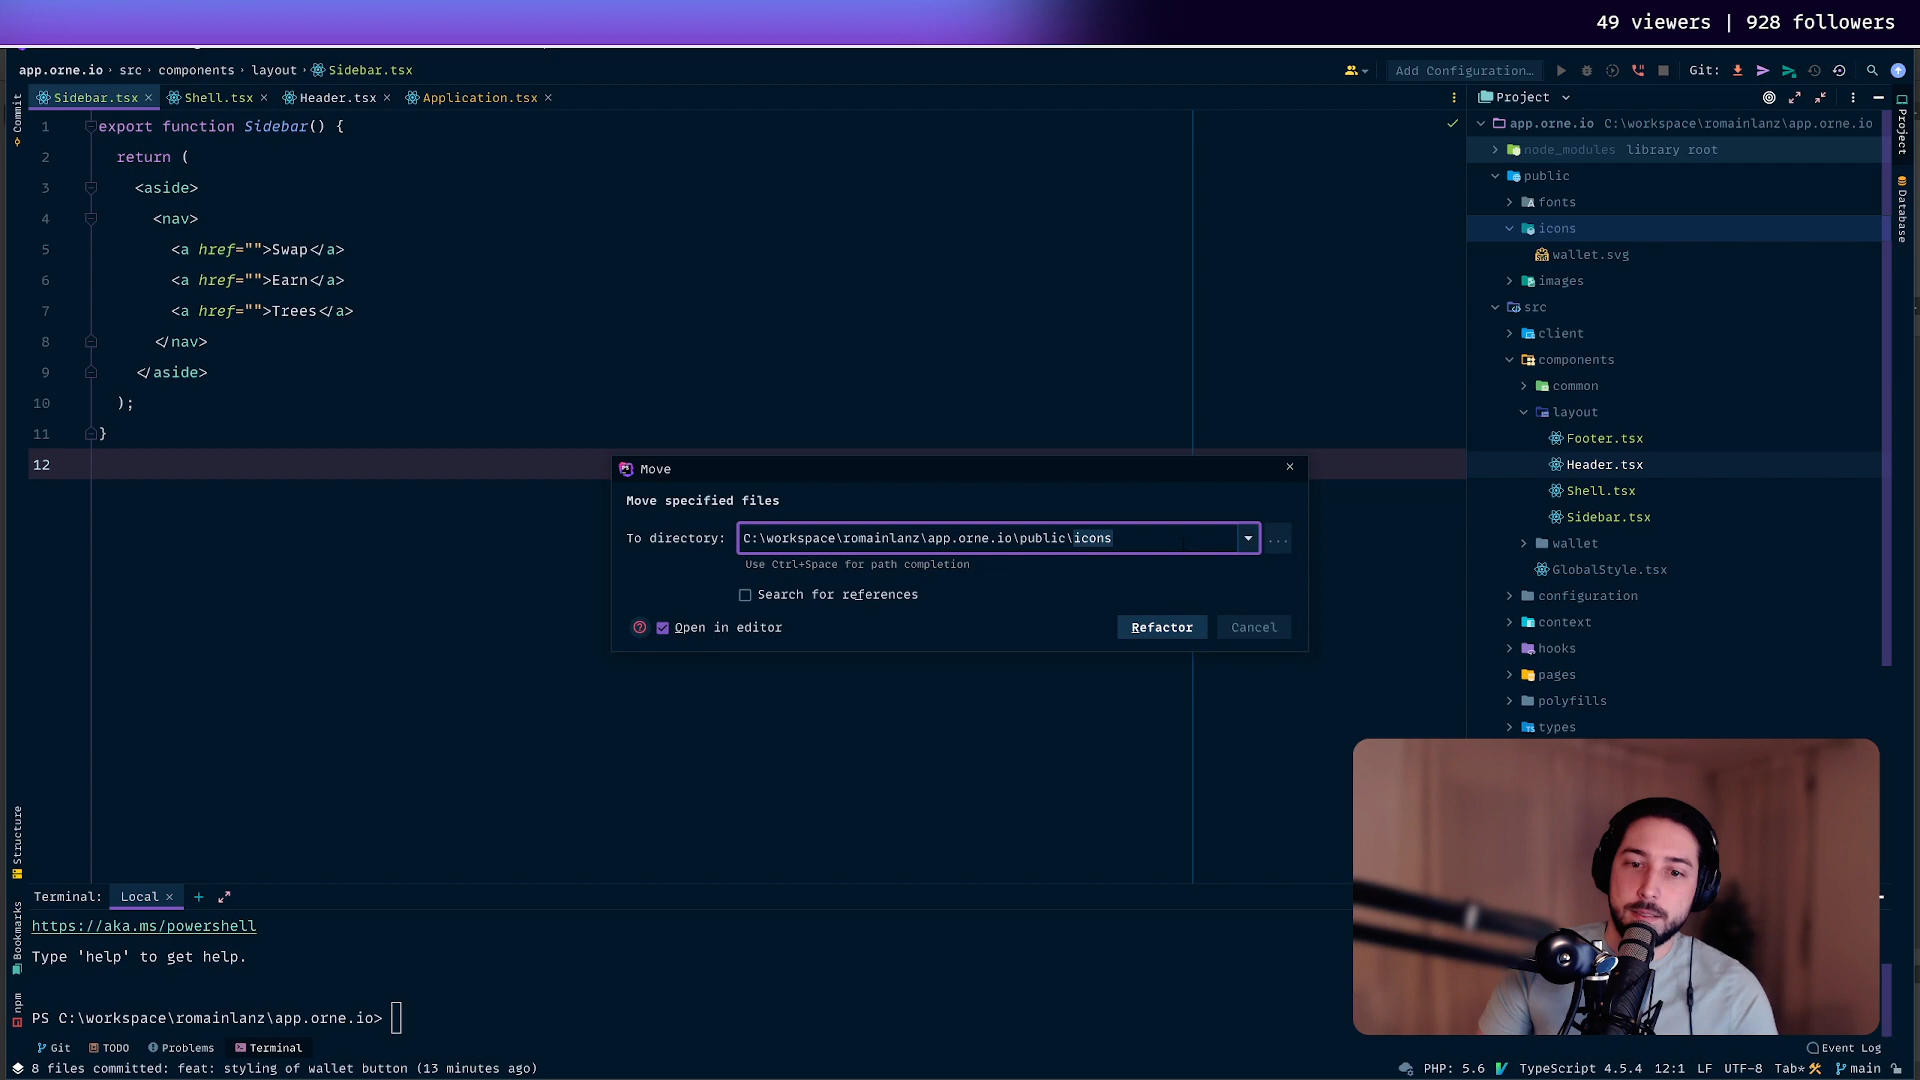 49 viewers | 928 followers
app.orne.io › src › components › layout › Sidebar.tsx
Add Configuration...
Git:
Sidebar.tsx ×
Shell.tsx ×
Header.tsx ×
Application.tsx ×
Project
Commit
1 export function Sidebar() {
2 return (
3 <aside>
4 <nav>
5 <a href="">Swap</a>
6 <a href="">Earn</a>
7 <a href="">Trees</a>
8 </nav>
9 </aside>
10 );
11 }
12
app.orne.io C:\workspace\romainlanz\app.orne.io
node_modules library root
public
fonts
icons
wallet.svg
images
src
client
components
common
layout
Footer.tsx
Header.tsx
Shell.tsx
Sidebar.tsx
wallet
GlobalStyle.tsx
configuration
context
hooks
pages
polyfills
types
Project
Database
Move ×
Move specified files
To directory: C:\workspace\romainlanz\app.orne.io\public\icons ...
Use Ctrl+Space for path completion
Search for references
Open in editor
Refactor
Cancel
Structure
Bookmarks
npm
Terminal: Local × +
https://aka.ms/powershell
Type 'help' to get help.
PS C:\workspace\romainlanz\app.orne.io>
Git
TODO
Problems
Terminal
Event Log
8 files committed: feat: styling of wallet button (13 minutes ago)
PHP: 5.6
TypeScript 4.5.4
12:1
LF
UTF-8
Tab*
main